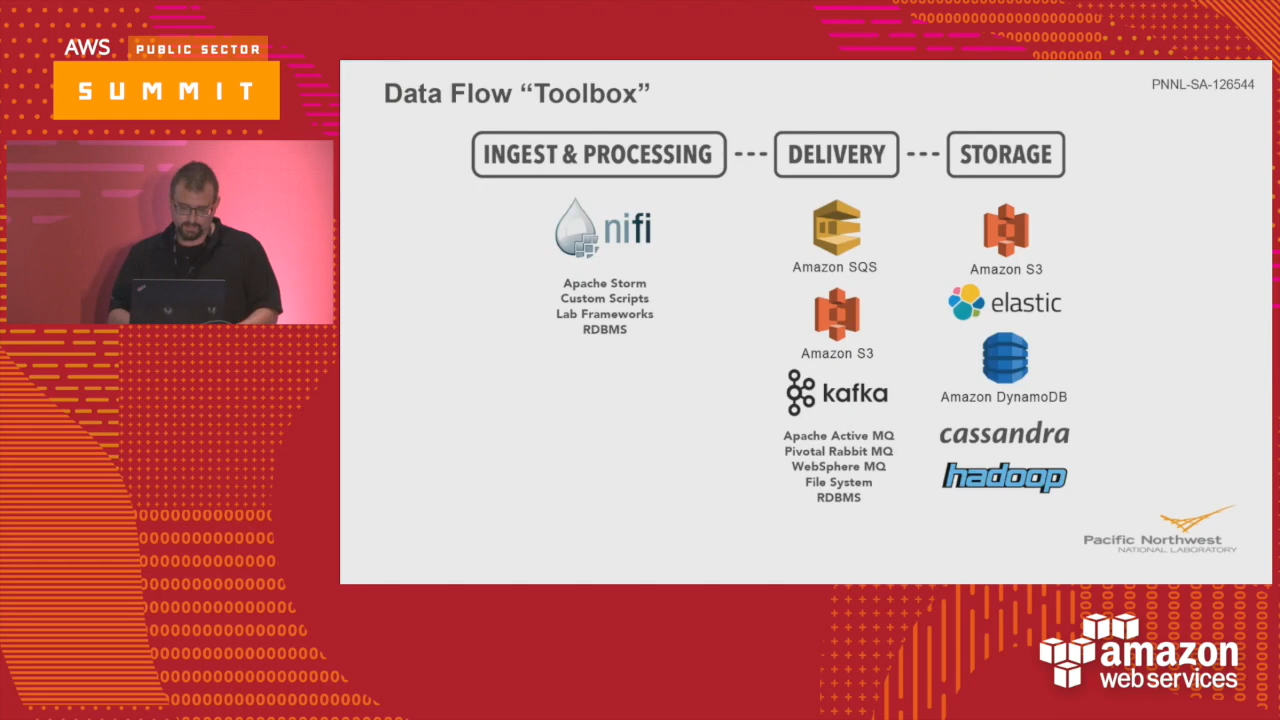 AWS PUBLIC SECTOR
SUMMIT
Data Flow “Toolbox”
PNNL-SA-126544
INGEST & PROCESSING --- DELIVERY --- STORAGE
nifi
Apache Storm
Custom Scripts
Lab Frameworks
RDBMS
Amazon SQS
Amazon S3
kafka
Apache Active MQ
Pivotal Rabbit MQ
WebSphere MQ
File System
RDBMS
Amazon S3
elastic
Amazon DynamoDB
cassandra
hadoop
Pacific Northwest
NATIONAL LABORATORY
amazon
web services